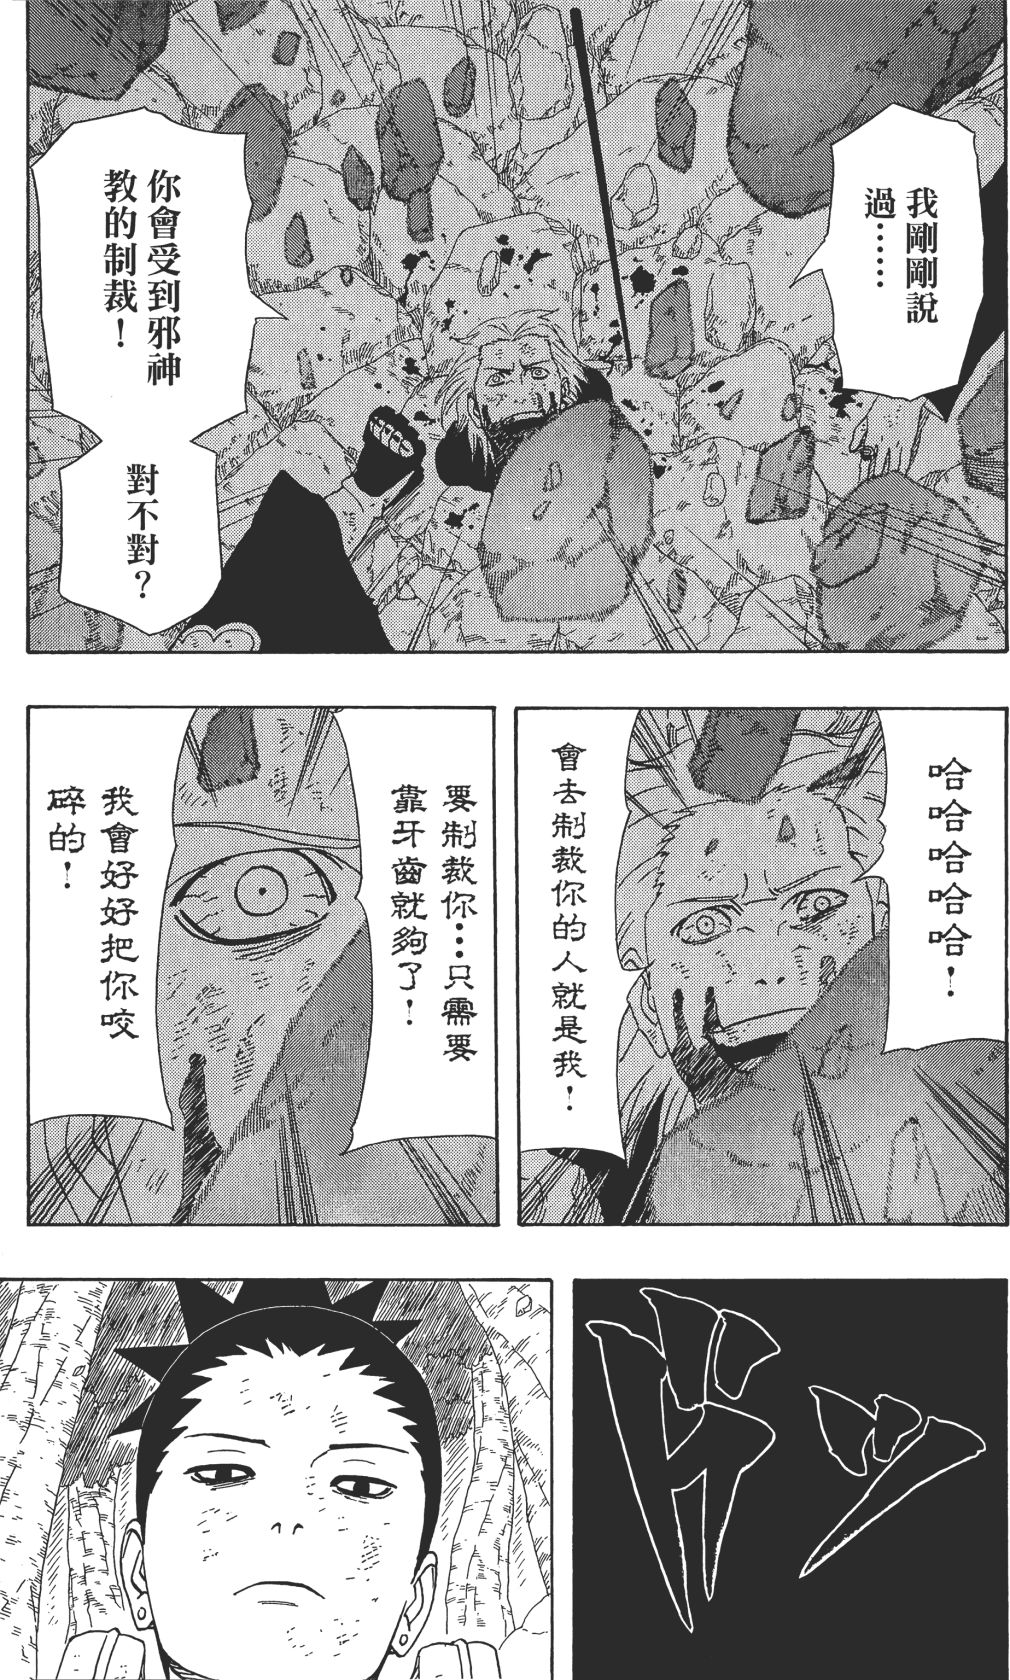 我剛剛說
過……
你會受到邪神
教的制裁！
對不對？
哈哈哈哈哈！
會去制裁你的人就是我！
要制裁你…只需要
靠牙齒就夠了！
我會好好把你咬
碎的！
ドッ